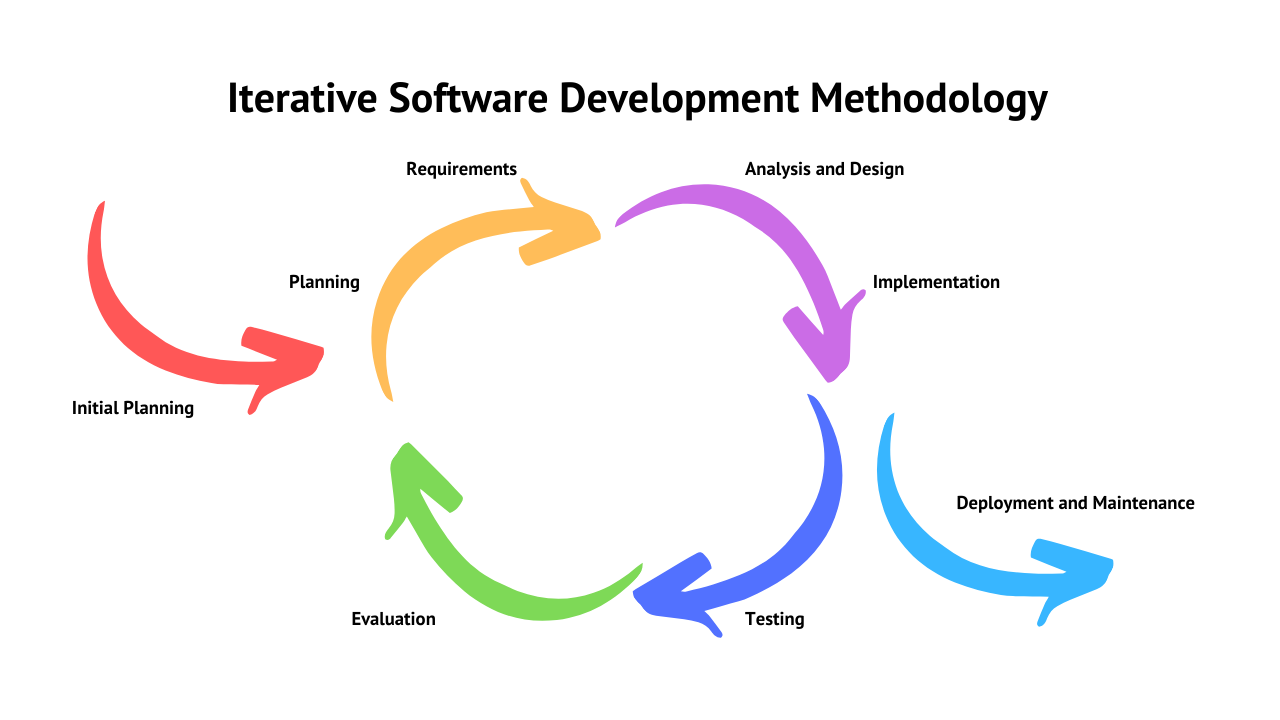 Iterative Software Development Methodology
Requirements
Analysis and Design
Planning
Implementation
Initial Planning
Deployment and Maintenance
Evaluation
Testing